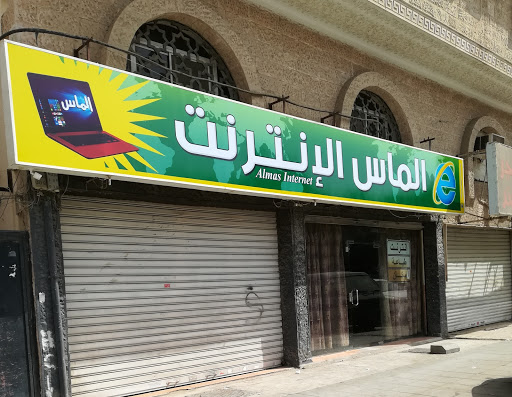 الماس الإنترنت
Almas Internet
الماس